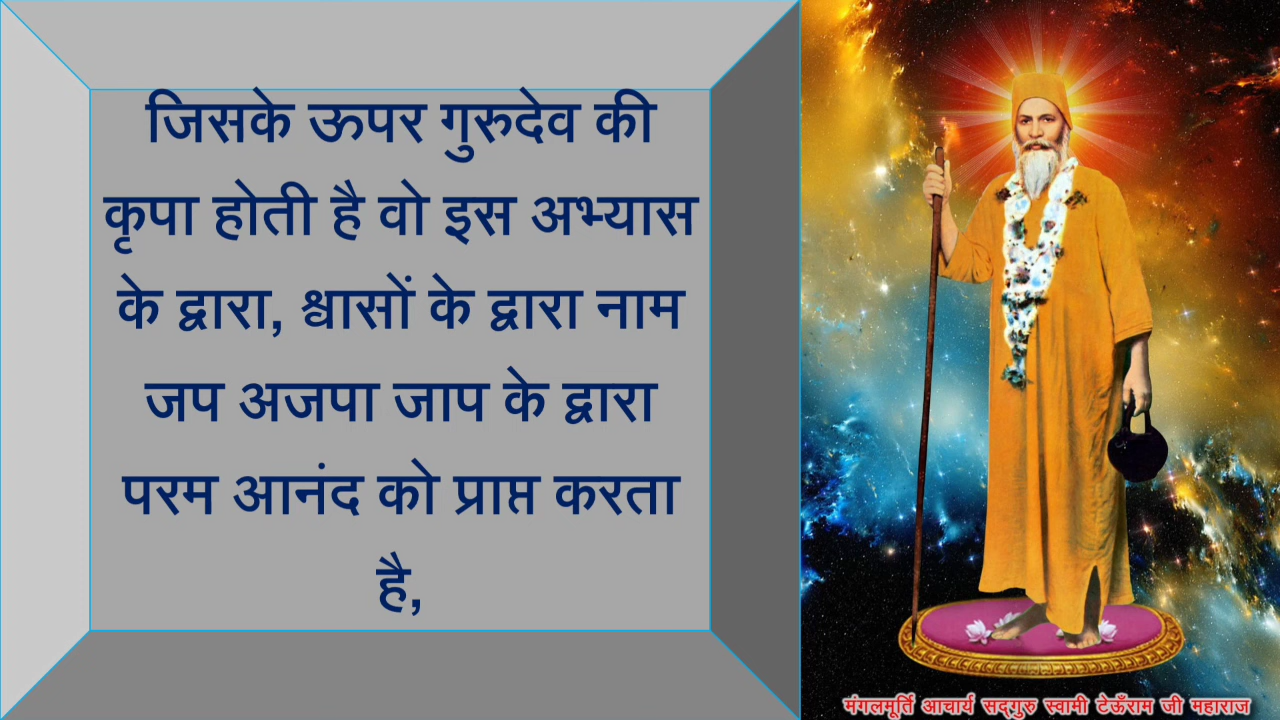 जिसके ऊपर गुरुदेव की
कृपा होती है वो इस अभ्यास
के द्वारा, श्वासों के द्वारा नाम
जप अजपा जाप के द्वारा
परम आनंद को प्राप्त करता
है,
मंगलमूर्ति आचार्य सद्गुरु स्वामी टेऊँराम जी महाराज